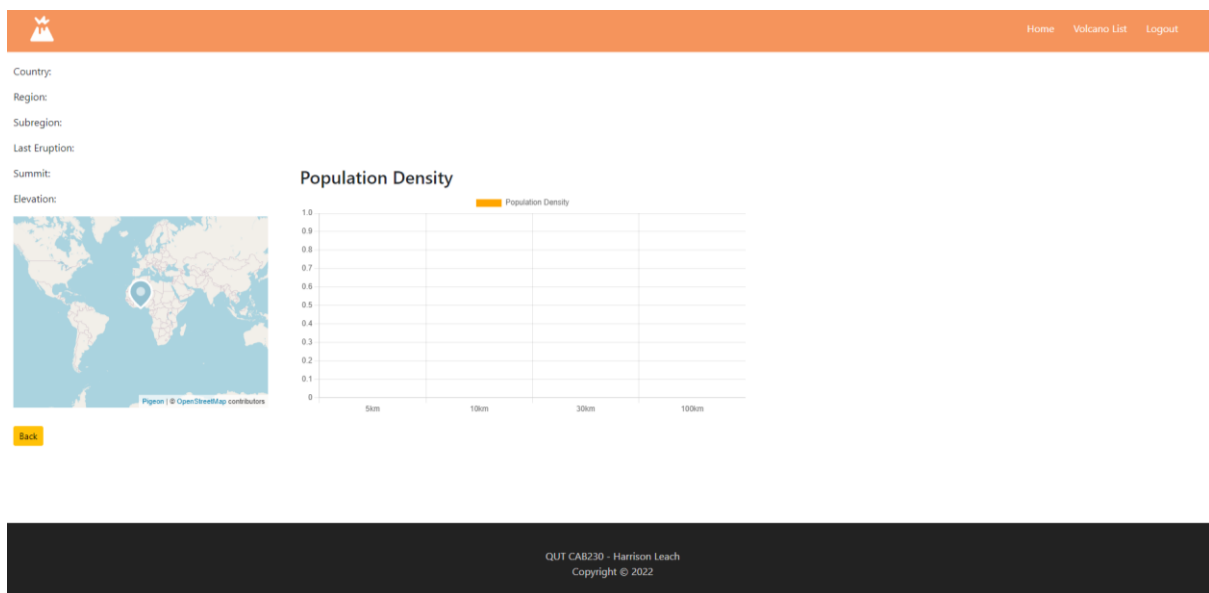 Home Volcano List Logout
Country:
Region:
Subregion:
Last Eruption:
Summit:
Elevation:
Pigeon | © OpenStreetMap contributors
Back
Population Density
Population Density
1.0
0.9
0.8
0.7
0.6
0.5
0.4
0.3
0.2
0.1
0
5km 10km 30km 100km
QUT CAB230 - Harrison Leach
Copyright © 2022